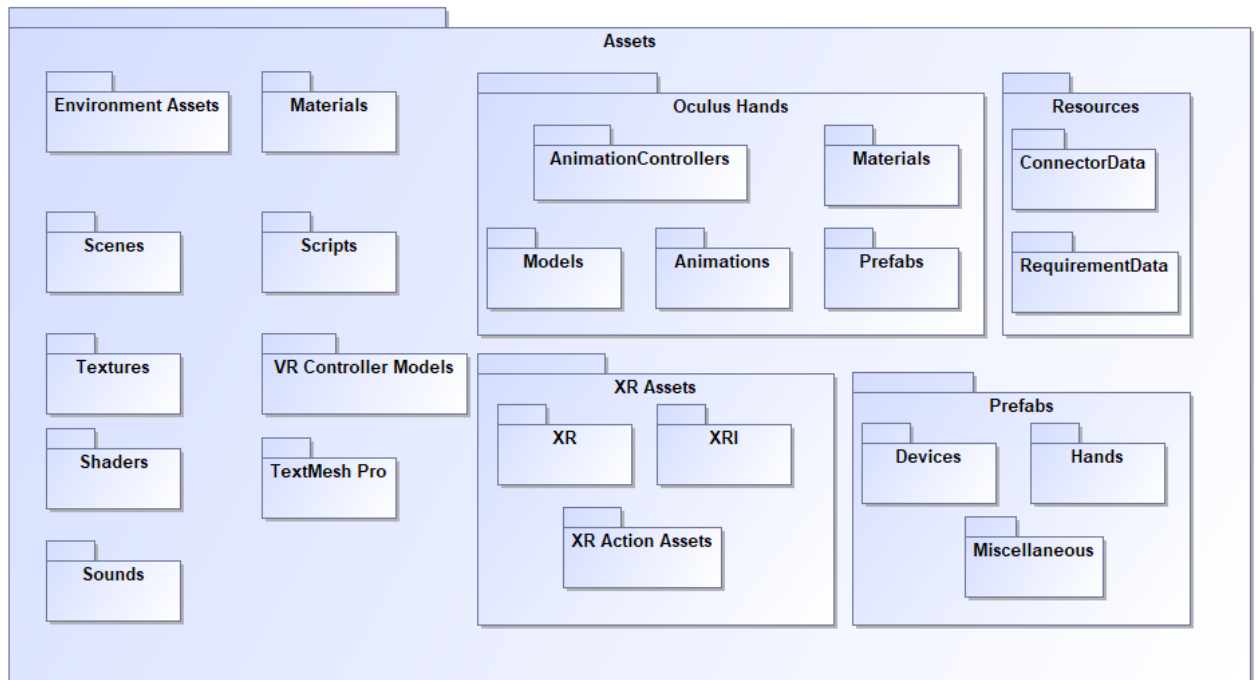 Assets
Environment Assets
Materials
Scenes
Scripts
Textures
VR Controller Models
Shaders
TextMesh Pro
Sounds
Oculus Hands
AnimationControllers
Materials
Models
Animations
Prefabs
Resources
ConnectorData
RequirementData
XR Assets
XR
XRI
XR Action Assets
Prefabs
Devices
Hands
Miscellaneous